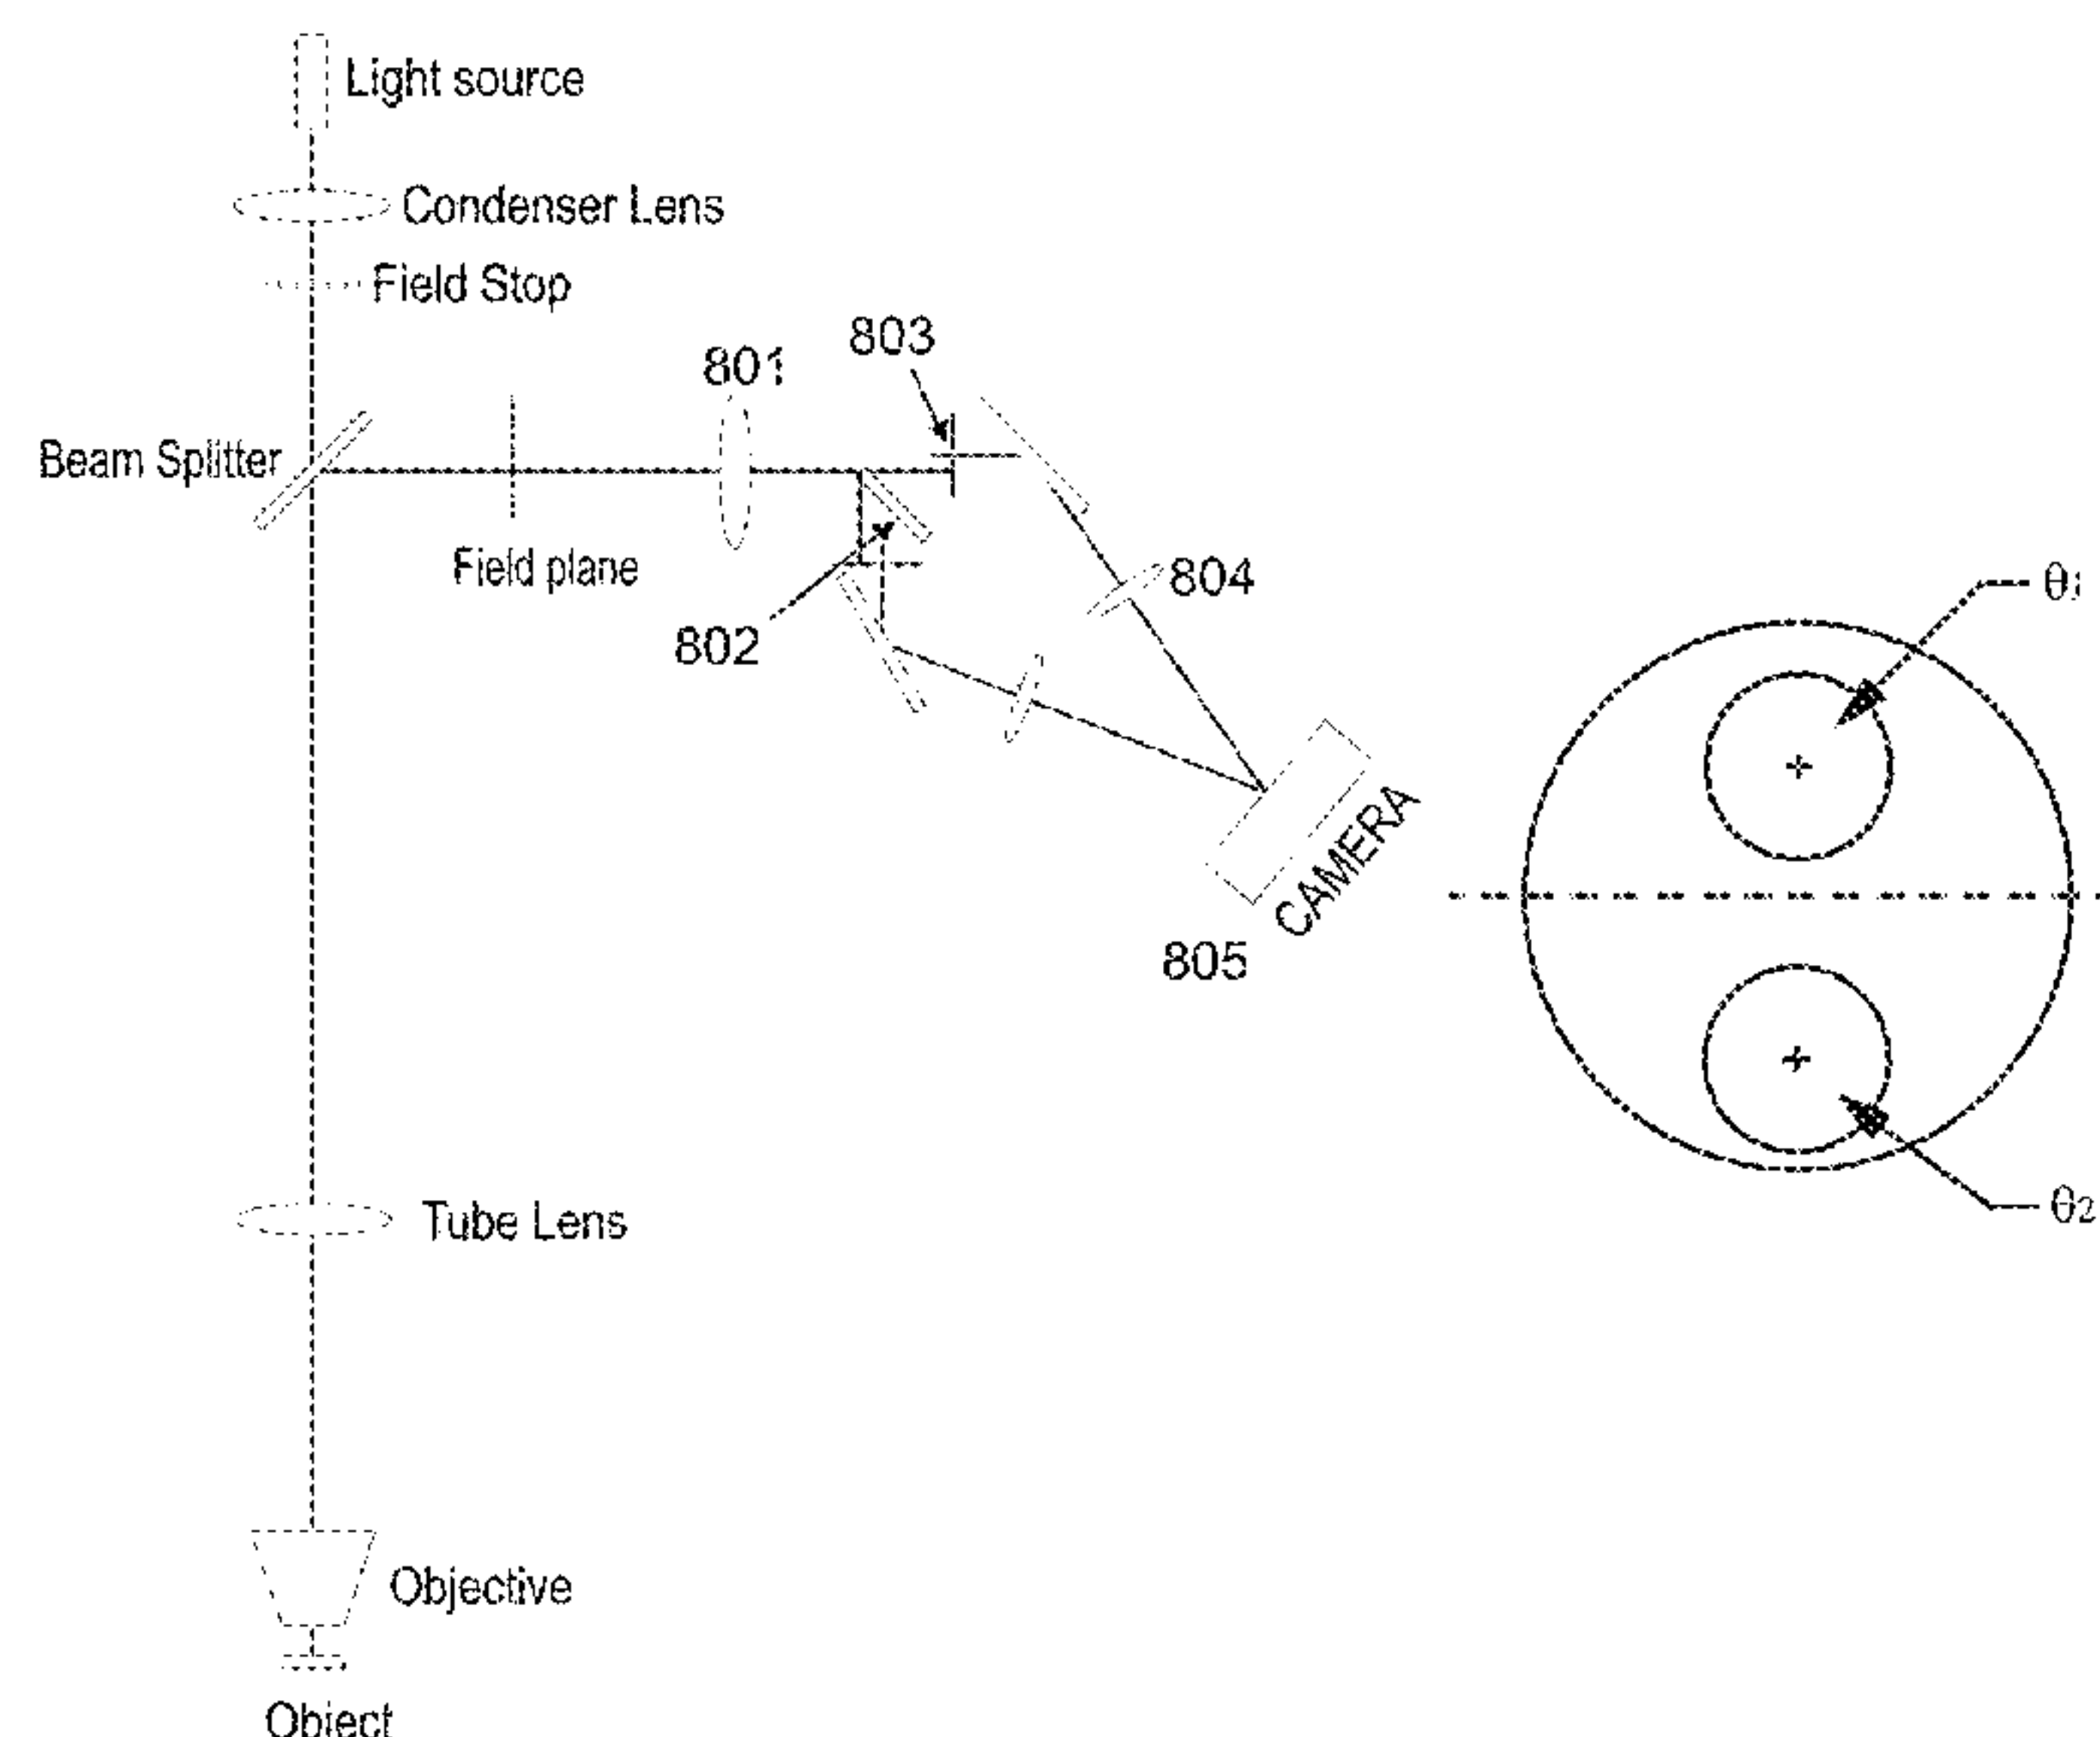 Light source
Condenser Lens
Field Stop
803
801
Beam Splitter
Field plane
804
θ1
802
CAMERA
805
θ2
Tube Lens
Objective
Object